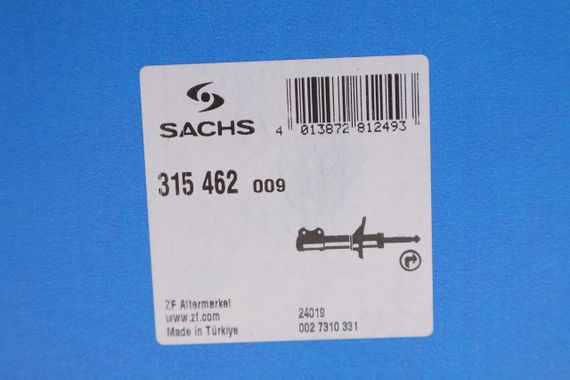 SACHS
4 013872 812493
315 462 009
ZF Aftermarket
www.zf.com
Made in Türkiye
24019
002 7310 331